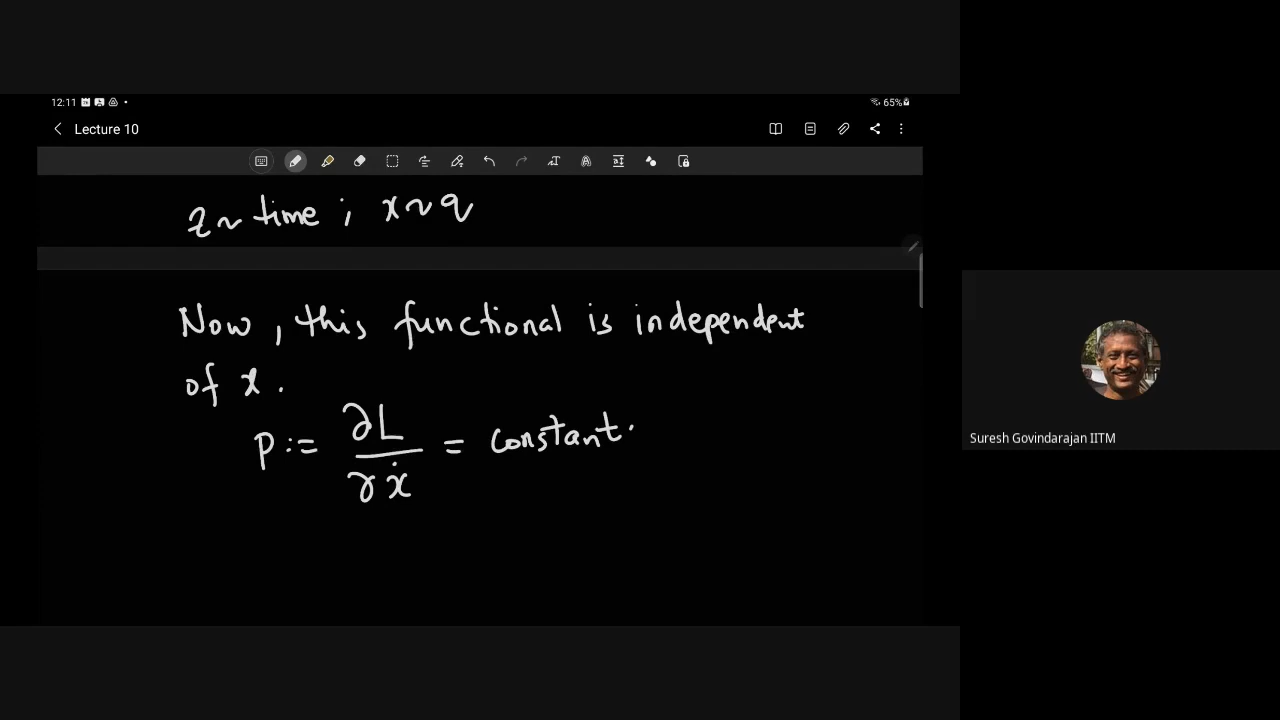 12:11
65%
Lecture 10
z ~ time ; x ~ q
Now, this functional is independent
of x.
p := ∂L/∂ẋ = constant.
Suresh Govindarajan IITM